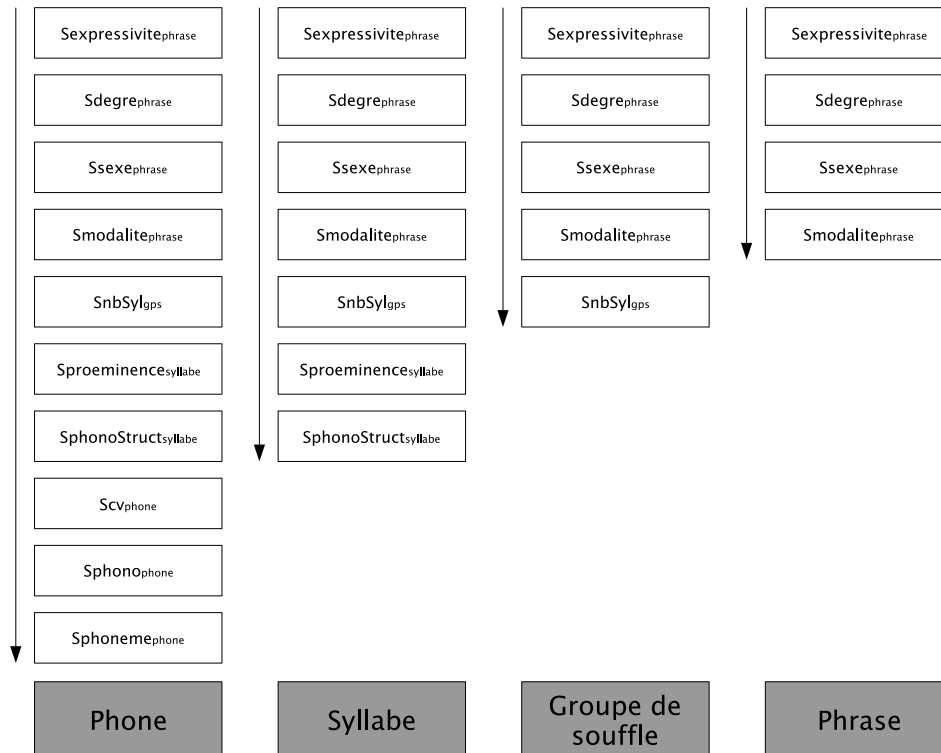 Sexpressivitephrase
Sdegrephrase
Ssexephrase
Smodalitephrase
SnbSylgps
Sproeminencesyllabe
SphonoStructsyllabe
Scvphone
Sphonophone
Sphonemephone
Phone
Sexpressivitephrase
Sdegrephrase
Ssexephrase
Smodalitephrase
SnbSylgps
Sproeminencesyllabe
SphonoStructsyllabe
Syllabe
Sexpressivitephrase
Sdegrephrase
Ssexephrase
Smodalitephrase
SnbSylgps
Groupe de
souffle
Sexpressivitephrase
Sdegrephrase
Ssexephrase
Smodalitephrase
Phrase